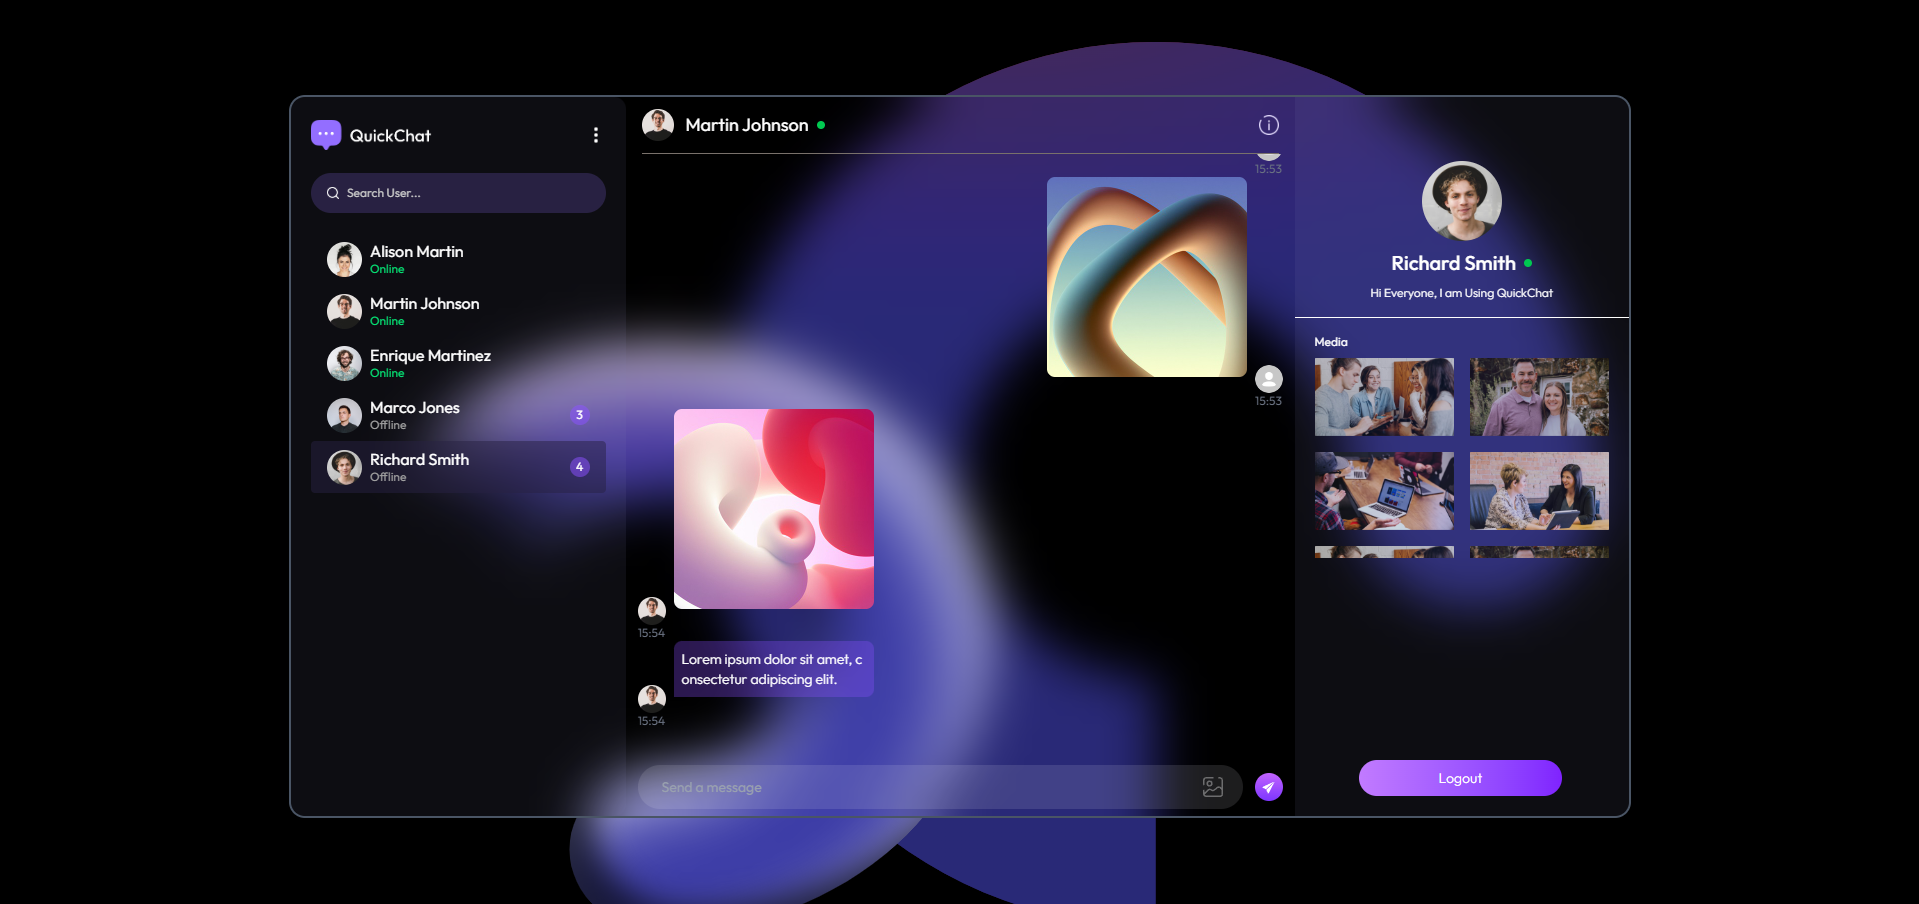 QuickChat
Search User...
Alison Martin
Online
Martin Johnson
Online
Enrique Martinez
Online
Marco Jones
Offline
3
Richard Smith
Offline
4
Martin Johnson
15:53
15:53
15:54
Lorem ipsum dolor sit amet, c
onsectetur adipiscing elit.
15:54
Send a message
Richard Smith
Hi Everyone, I am Using QuickChat
Media
Logout